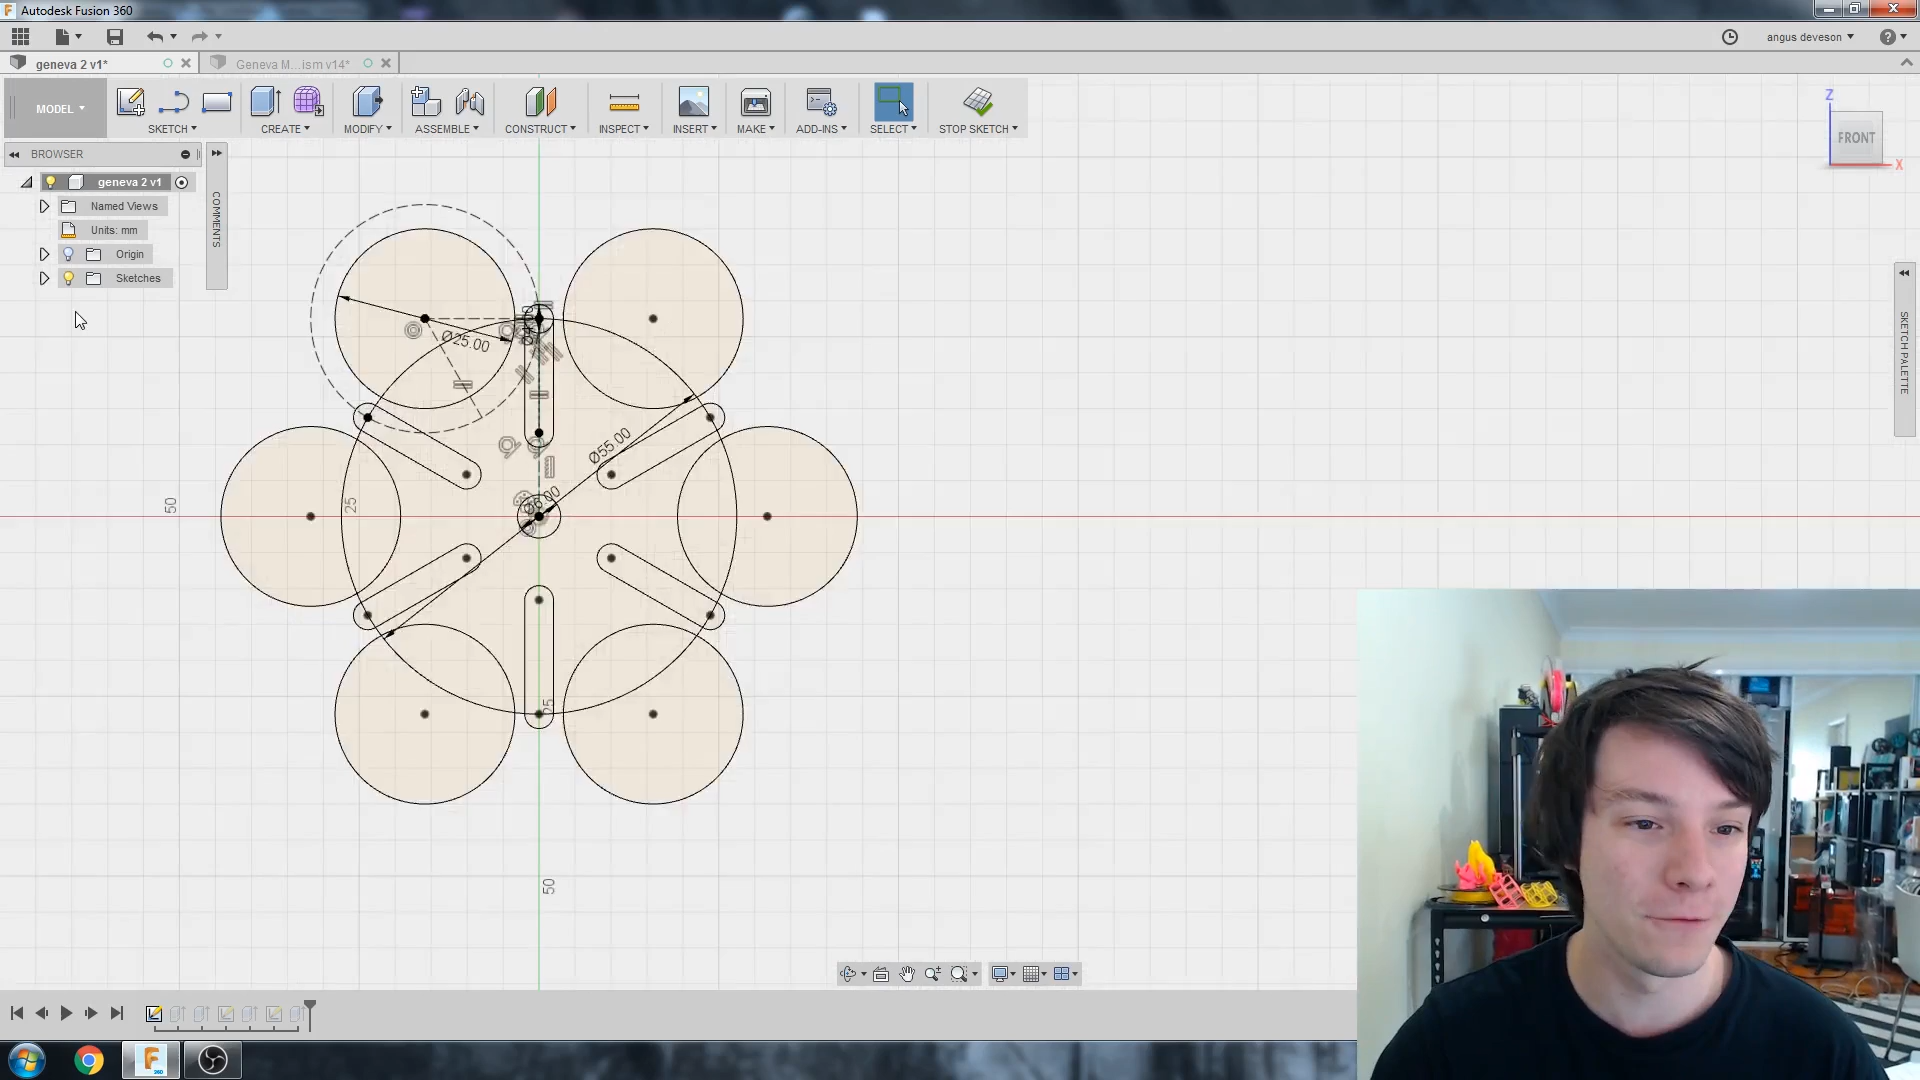 Autodesk Fusion 360
angus deveson
geneva 2 v1*
Geneva M...ism v14*
MODEL
SKETCH
CREATE
MODIFY
ASSEMBLE
CONSTRUCT
INSPECT
INSERT
MAKE
ADD-INS
SELECT
STOP SKETCH
BROWSER
geneva 2 v1
Named Views
Units: mm
Origin
Sketches
COMMENTS
Z
FRONT
X
SKETCH PALETTE
Ø25.00
Ø55.00
50
25
25
50